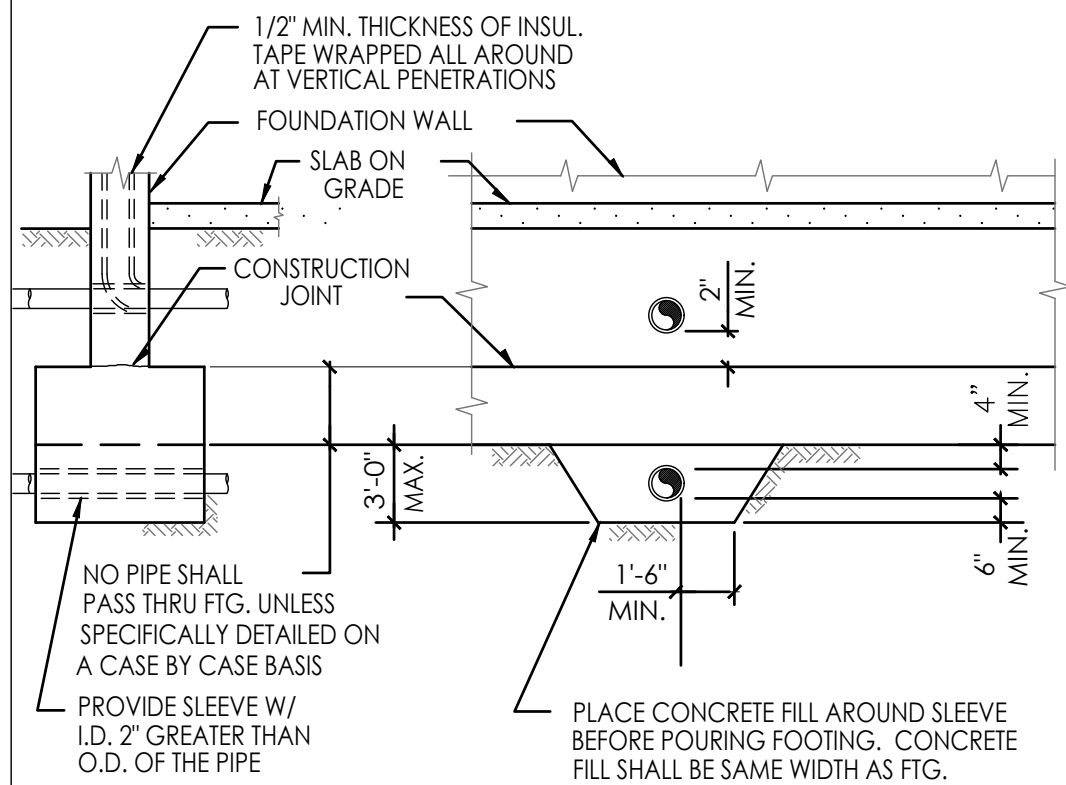 1/2" MIN. THICKNESS OF INSUL.
TAPE WRAPPED ALL AROUND
AT VERTICAL PENETRATIONS
FOUNDATION WALL
SLAB ON
GRADE
CONSTRUCTION
JOINT
2"
MIN.
4"
MIN.
3'-0"
MAX.
6"
MIN.
1'-6"
MIN.
NO PIPE SHALL
PASS THRU FTG. UNLESS
SPECIFICALLY DETAILED ON
A CASE BY CASE BASIS
PROVIDE SLEEVE W/
I.D. 2" GREATER THAN
O.D. OF THE PIPE
PLACE CONCRETE FILL AROUND SLEEVE
BEFORE POURING FOOTING. CONCRETE
FILL SHALL BE SAME WIDTH AS FTG.